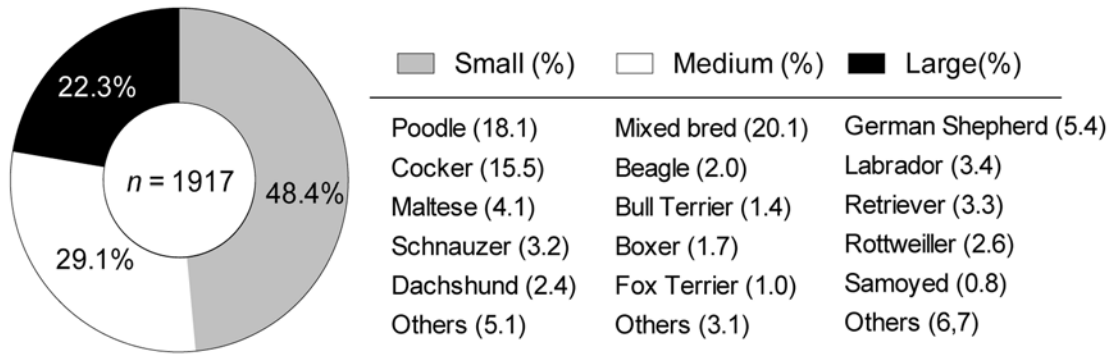 22.3%
48.4%
29.1%
n = 1917
Small (%) Medium (%) Large(%)
Poodle (18.1) Mixed bred (20.1) German Shepherd (5.4)
Cocker (15.5) Beagle (2.0) Labrador (3.4)
Maltese (4.1) Bull Terrier (1.4) Retriever (3.3)
Schnauzer (3.2) Boxer (1.7) Rottweiller (2.6)
Dachshund (2.4) Fox Terrier (1.0) Samoyed (0.8)
Others (5.1) Others (3.1) Others (6,7)